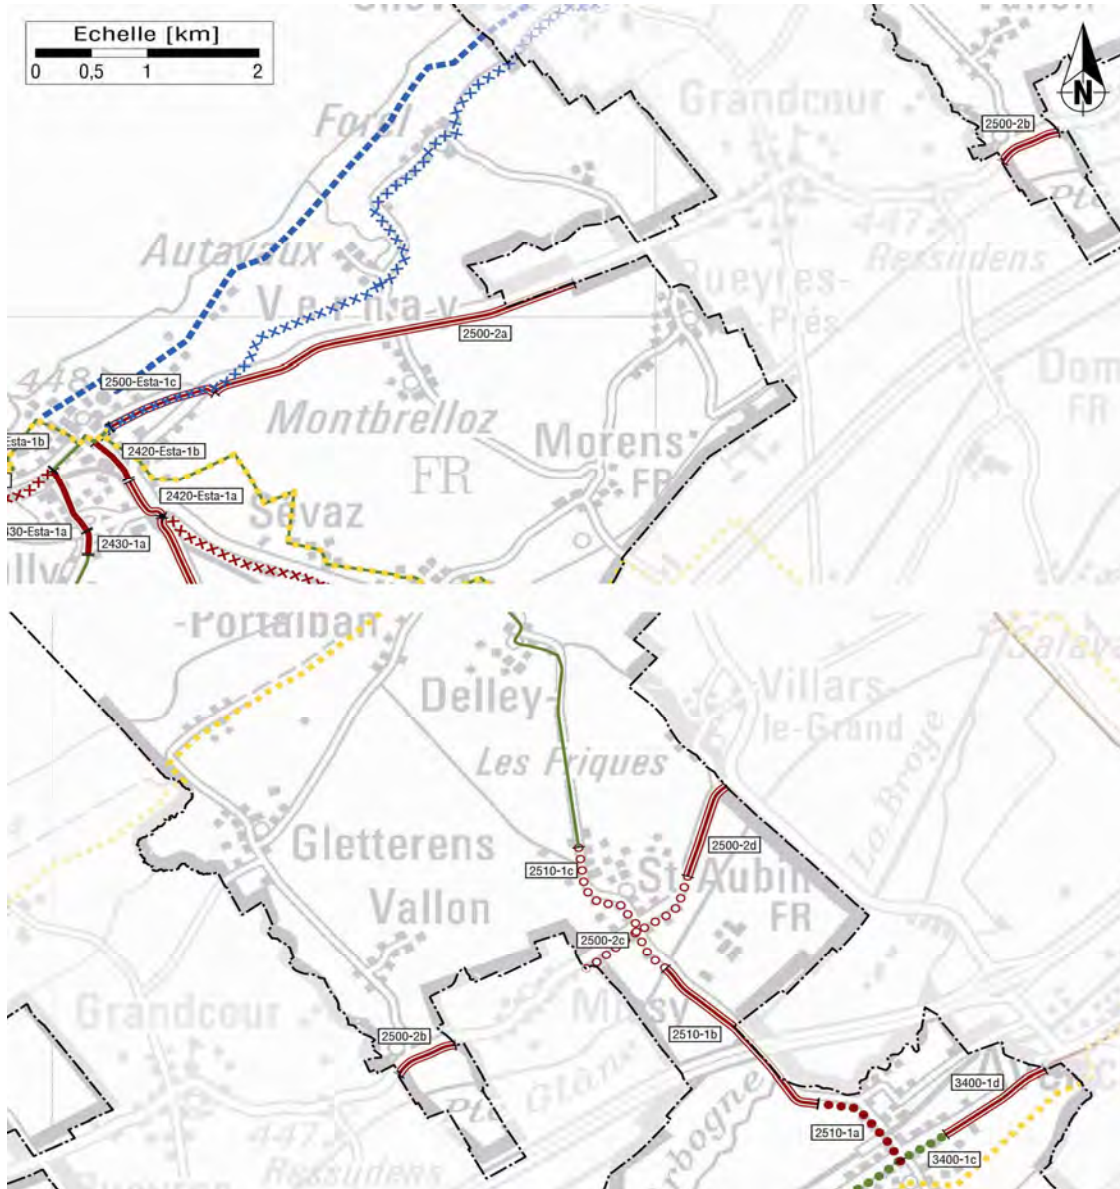 Echelle [km]
0 0,5 1 2
N
Forel
Grandcour
2500-2b
447
Ressudens
Autavaux
Vernay
Rueyres-
Prés
2500-2a
448
2500-Esta-1c
Montbrelloz
Dom
FR
Morens
FR
FR
Esta-1b
2420-Esta-1b
2420-Esta-1a
Sévaz
30-Esta-1a
2430-1a
-Portalban
Delley-
Villars-
le-Grand
Les Friques
La Broye
Gletterens
2510-1c
2500-2d
St-Aubin
FR
Vallon
2500-2c
Missy
Grandcour
2500-2b
2510-1b
Pte Glâne
3400-1d
2510-1a
3400-1c
447
Ressudens